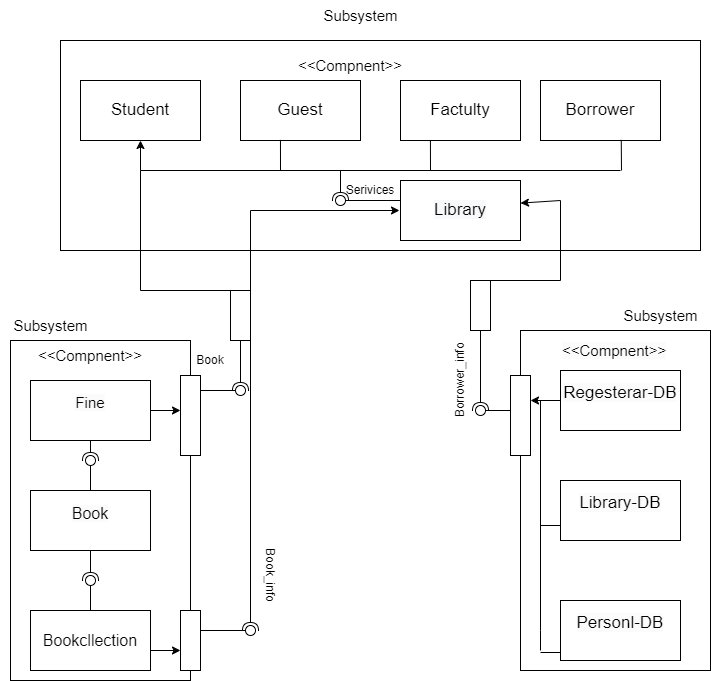 Subsystem
<<Compnent>>
Student
Guest
Factulty
Borrower
Serivices
Library
Subsystem
<<Compnent>>
Fine
Book
Bookcllection
Book
Book_info
Borrower_info
Subsystem
<<Compnent>>
Regesterar-DB
Library-DB
Personl-DB